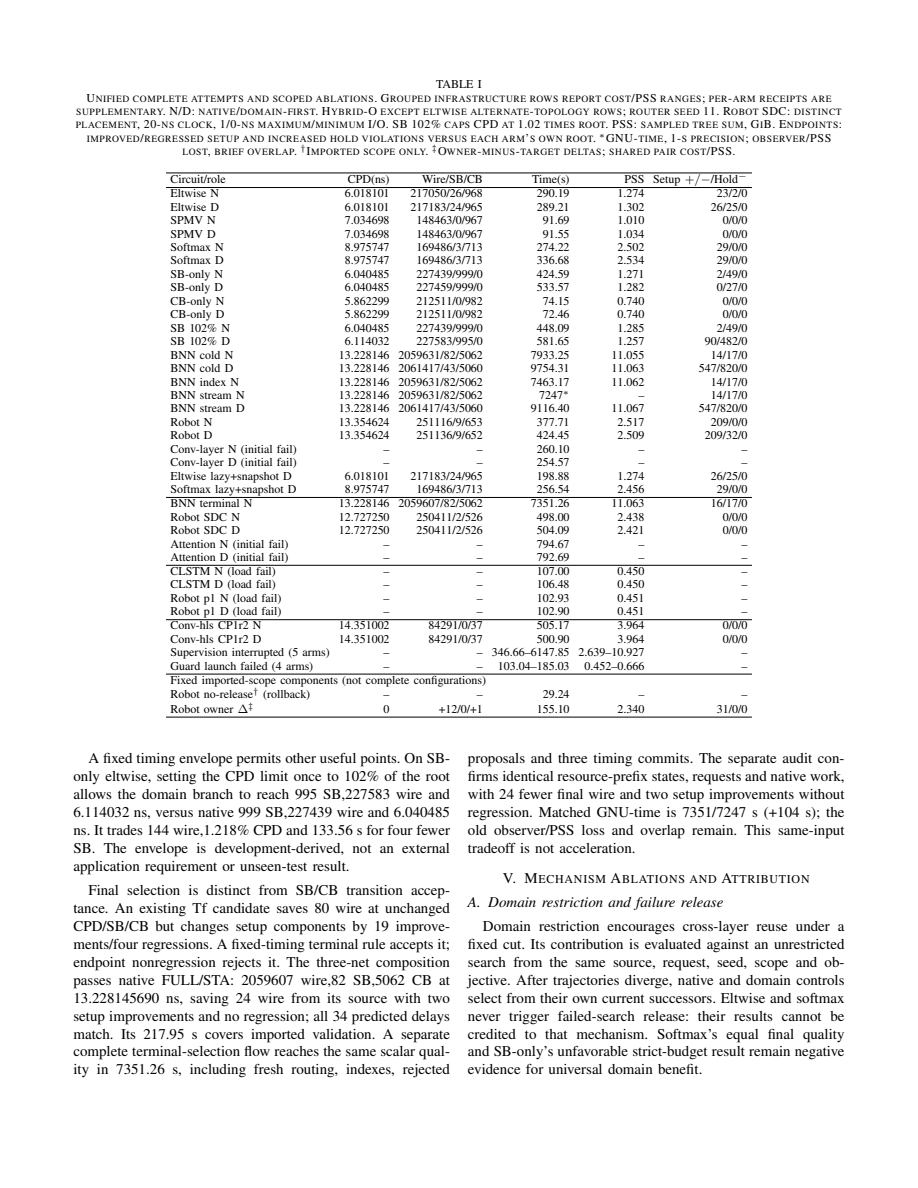 TABLE I
UNIFIED COMPLETE ATTEMPTS AND SCOPED ABLATIONS. GROUPED INFRASTRUCTURE ROWS REPORT COST/PSS RANGES; PER-ARM RECEIPTS ARE
SUPPLEMENTARY. N/D: NATIVE/DOMAIN-FIRST. HYBRID-O EXCEPT ELTWISE ALTERNATE-TOPOLOGY ROWS; ROUTER SEED 11. ROBOT SDC: DISTINCT
PLACEMENT, 20-NS CLOCK, 1/0-NS MAXIMUM/MINIMUM I/O. SB 102% CAPS CPD AT 1.02 TIMES ROOT. PSS: SAMPLED TREE SUM, GIB. ENDPOINTS:
IMPROVED/REGRESSED SETUP AND INCREASED HOLD VIOLATIONS VERSUS EACH ARM'S OWN ROOT. *GNU-TIME, 1-S PRECISION; OBSERVER/PSS
LOST, BRIEF OVERLAP. †IMPORTED SCOPE ONLY. ‡OWNER-MINUS-TARGET DELTAS; SHARED PAIR COST/PSS.
Circuit/role CPD(ns) Wire/SB/CB Time(s) PSS Setup +/−/Hold−
Eltwise N 6.018101 217050/26/968 290.19 1.274 23/2/0
Eltwise D 6.018101 217183/24/965 289.21 1.302 26/25/0
SPMV N 7.034698 148463/0/967 91.69 1.010 0/0/0
SPMV D 7.034698 148463/0/967 91.55 1.034 0/0/0
Softmax N 8.975747 169486/3/713 274.22 2.502 29/0/0
Softmax D 8.975747 169486/3/713 336.68 2.534 29/0/0
SB-only N 6.040485 227439/999/0 424.59 1.271 2/49/0
SB-only D 6.040485 227459/999/0 533.57 1.282 0/27/0
CB-only N 5.862299 212511/0/982 74.15 0.740 0/0/0
CB-only D 5.862299 212511/0/982 72.46 0.740 0/0/0
SB 102% N 6.040485 227439/999/0 448.09 1.285 2/49/0
SB 102% D 6.114032 227583/995/0 581.65 1.257 90/482/0
BNN cold N 13.228146 2059631/82/5062 7933.25 11.055 14/17/0
BNN cold D 13.228146 2061417/43/5060 9754.31 11.063 547/820/0
BNN index N 13.228146 2059631/82/5062 7463.17 11.062 14/17/0
BNN stream N 13.228146 2059631/82/5062 7247* – 14/17/0
BNN stream D 13.228146 2061417/43/5060 9116.40 11.067 547/820/0
Robot N 13.354624 251116/9/653 377.71 2.517 209/0/0
Robot D 13.354624 251136/9/652 424.45 2.509 209/32/0
Conv-layer N (initial fail) – – 260.10 – –
Conv-layer D (initial fail) – – 254.57 – –
Eltwise lazy+snapshot D 6.018101 217183/24/965 198.88 1.274 26/25/0
Softmax lazy+snapshot D 8.975747 169486/3/713 256.54 2.456 29/0/0
BNN terminal N 13.228146 2059607/82/5062 7351.26 11.063 16/17/0
Robot SDC N 12.727250 250411/2/526 498.00 2.438 0/0/0
Robot SDC D 12.727250 250411/2/526 504.09 2.421 0/0/0
Attention N (initial fail) – – 794.67 – –
Attention D (initial fail) – – 792.69 – –
CLSTM N (load fail) – – 107.00 0.450 –
CLSTM D (load fail) – – 106.48 0.450 –
Robot p1 N (load fail) – – 102.93 0.451 –
Robot p1 D (load fail) – – 102.90 0.451 –
Conv-hls CP1r2 N 14.351002 84291/0/37 505.17 3.964 0/0/0
Conv-hls CP1r2 D 14.351002 84291/0/37 500.90 3.964 0/0/0
Supervision interrupted (5 arms) – – 346.66–6147.85 2.639–10.927 –
Guard launch failed (4 arms) – – 103.04–185.03 0.452–0.666 –
Fixed imported-scope components (not complete configurations)
Robot no-release† (rollback) – – 29.24 – –
Robot owner Δ‡ 0 +12/0/+1 155.10 2.340 31/0/0
A fixed timing envelope permits other useful points. On SB-
only eltwise, setting the CPD limit once to 102% of the root
allows the domain branch to reach 995 SB,227583 wire and
6.114032 ns, versus native 999 SB,227439 wire and 6.040485
ns. It trades 144 wire,1.218% CPD and 133.56 s for four fewer
SB. The envelope is development-derived, not an external
application requirement or unseen-test result.
Final selection is distinct from SB/CB transition accep-
tance. An existing Tf candidate saves 80 wire at unchanged
CPD/SB/CB but changes setup components by 19 improve-
ments/four regressions. A fixed-timing terminal rule accepts it;
endpoint nonregression rejects it. The three-net composition
passes native FULL/STA: 2059607 wire,82 SB,5062 CB at
13.228145690 ns, saving 24 wire from its source with two
setup improvements and no regression; all 34 predicted delays
match. Its 217.95 s covers imported validation. A separate
complete terminal-selection flow reaches the same scalar qual-
ity in 7351.26 s, including fresh routing, indexes, rejected
proposals and three timing commits. The separate audit con-
firms identical resource-prefix states, requests and native work,
with 24 fewer final wire and two setup improvements without
regression. Matched GNU-time is 7351/7247 s (+104 s); the
old observer/PSS loss and overlap remain. This same-input
tradeoff is not acceleration.
V. MECHANISM ABLATIONS AND ATTRIBUTION
A. Domain restriction and failure release
Domain restriction encourages cross-layer reuse under a
fixed cut. Its contribution is evaluated against an unrestricted
search from the same source, request, seed, scope and ob-
jective. After trajectories diverge, native and domain controls
select from their own current successors. Eltwise and softmax
never trigger failed-search release: their results cannot be
credited to that mechanism. Softmax's equal final quality
and SB-only's unfavorable strict-budget result remain negative
evidence for universal domain benefit.